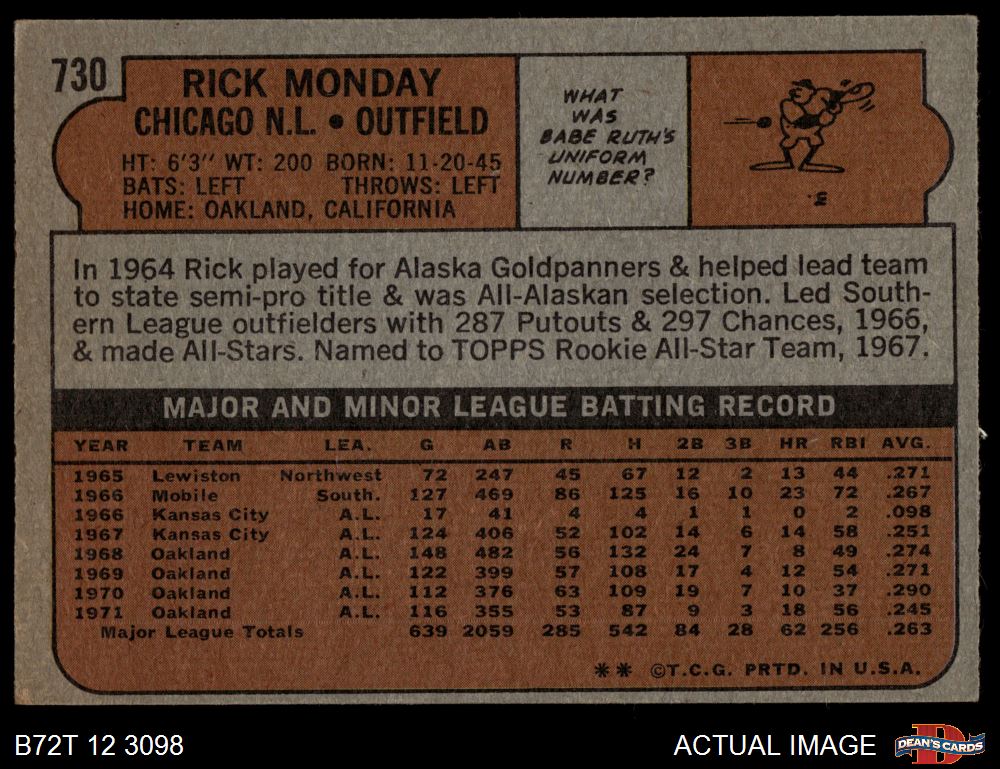 730
RICK MONDAY
CHICAGO N.L. • OUTFIELD
HT: 6'3" WT: 200 BORN: 11-20-45
BATS: LEFT THROWS: LEFT
HOME: OAKLAND, CALIFORNIA
WHAT
WAS
BABE RUTH'S
UNIFORM
NUMBER?
·3
In 1964 Rick played for Alaska Goldpanners & helped lead team
to state semi-pro title & was All-Alaskan selection. Led South-
ern League outfielders with 287 Putouts & 297 Chances, 1966,
& made All-Stars. Named to TOPPS Rookie All-Star Team, 1967.
MAJOR AND MINOR LEAGUE BATTING RECORD
YEAR TEAM LEA. G AB R H 2B 3B HR RBI AVG.
1965 Lewiston Northwest 72 247 45 67 12 2 13 44 .271
1966 Mobile South. 127 469 86 125 16 10 23 72 .267
1966 Kansas City A.L. 17 41 4 4 1 1 0 2 .098
1967 Kansas City A.L. 124 406 52 102 14 6 14 58 .251
1968 Oakland A.L. 148 482 56 132 24 7 8 49 .274
1969 Oakland A.L. 122 399 57 108 17 4 12 54 .271
1970 Oakland A.L. 112 376 63 109 19 7 10 37 .290
1971 Oakland A.L. 116 355 53 87 9 3 18 56 .245
Major League Totals 639 2059 285 542 84 28 62 256 .263
** ©T.C.G. PRTD. IN U.S.A.
B72T 12 3098
ACTUAL IMAGE
DEAN'S CARDS